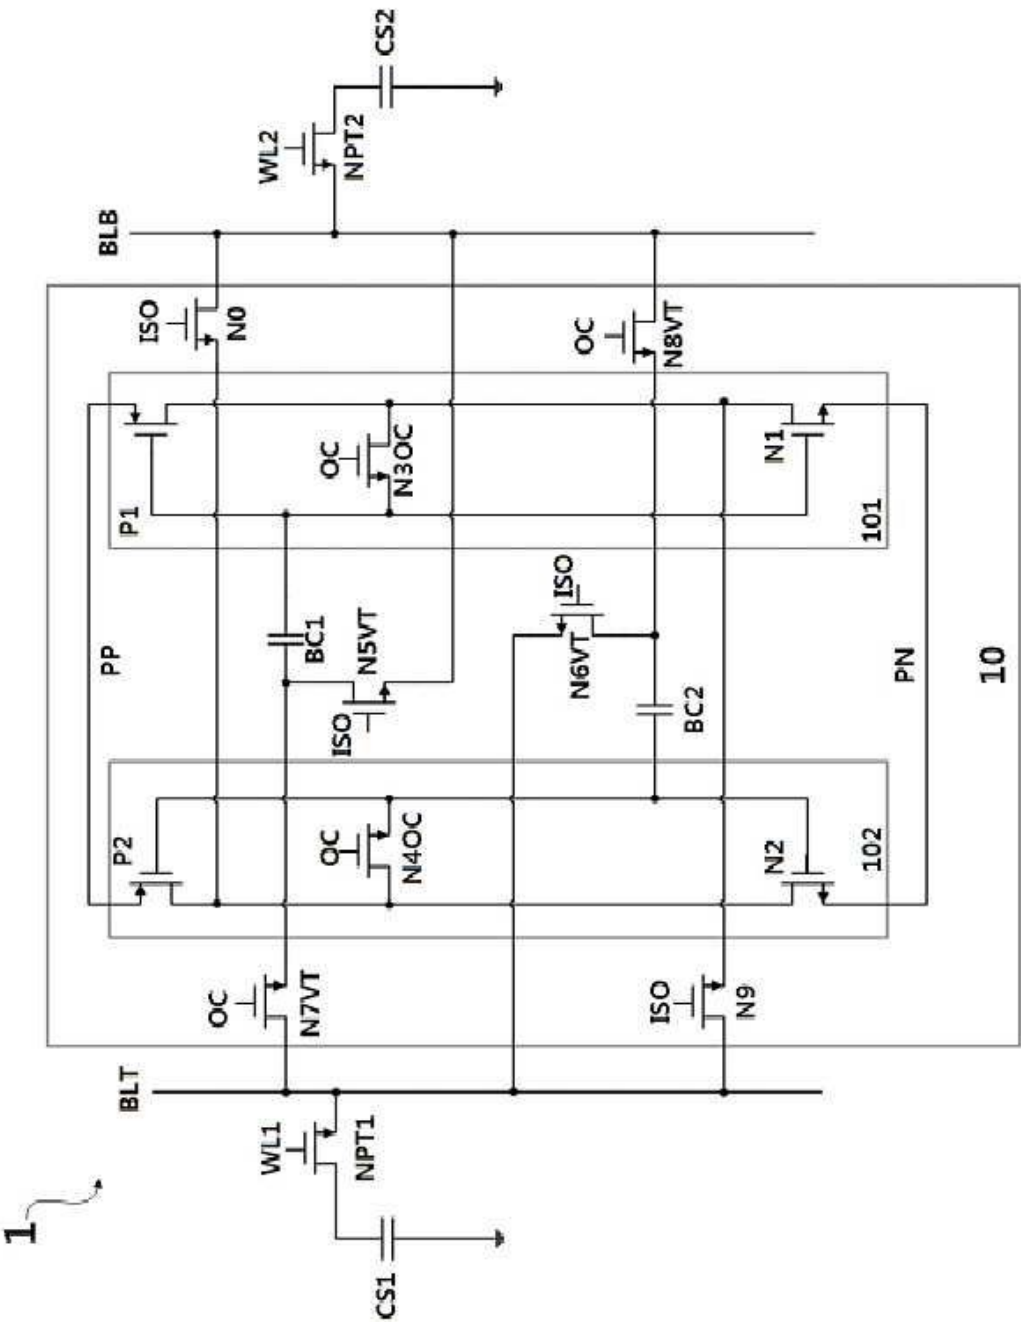 1
CS1
WL1
NPT1
BLT
OC
N7VT
ISO
N9
P2
OC
N4OC
N2
102
PP
ISO
N5VT
BC1
BC2
ISO
N6VT
PN
10
P1
OC
N3OC
N1
101
ISO
N0
OC
N8VT
BLB
WL2
NPT2
CS2